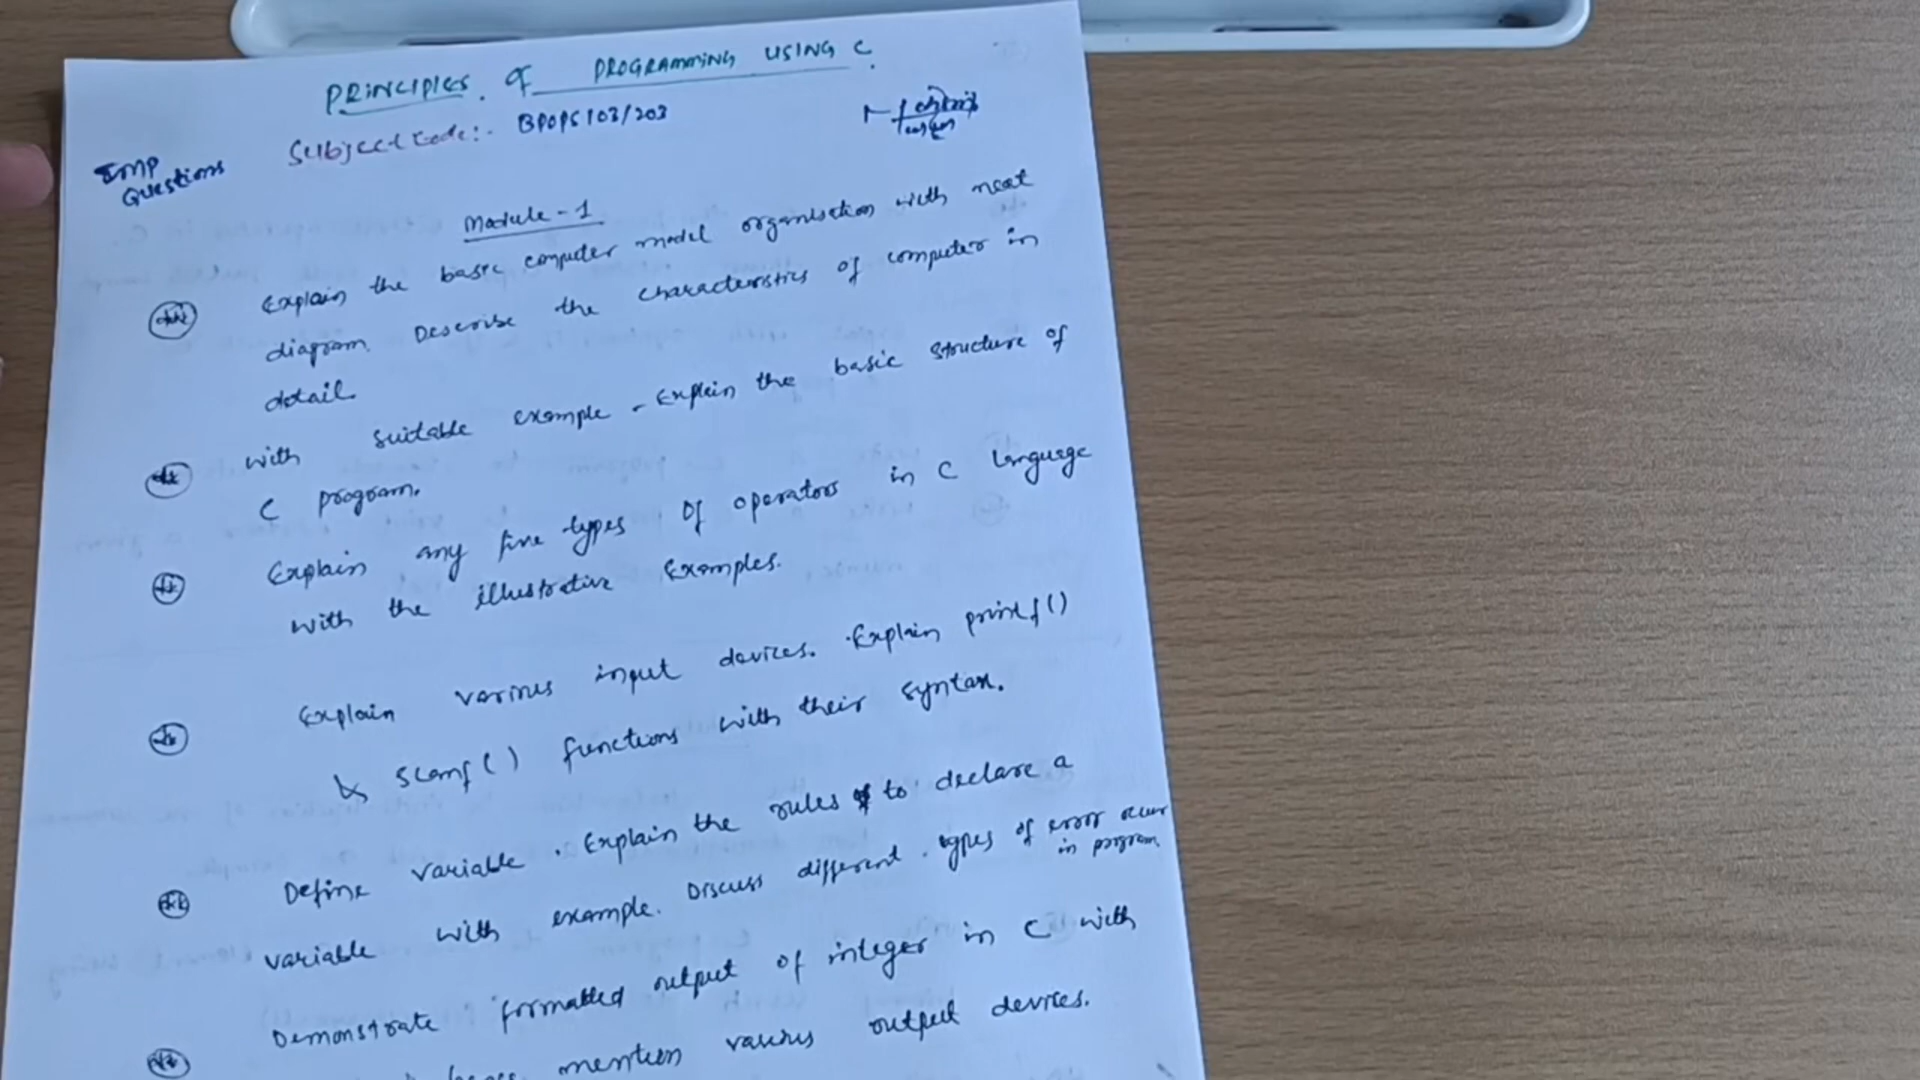 PRINCIPLES. Of PROGRAMMING USING C.
Subject Code:- BPOPS103/203
IMP
Questions
Module-1
Explain the basic computer model organisation with neat
diagram. Describe the characteristics of computer in
detail.
With suitable example. Explain the basic structure of
C program.
Explain any five types Of operators in C language
with the illustrative Examples.
Explain various input devices. Explain printf()
& scanf() functions with their syntax.
Define variable. Explain the rules to declare a
variable with example. Discuss different types of error occur
in program
Demonstrate formatted output of integer in C with
mention various output devices.